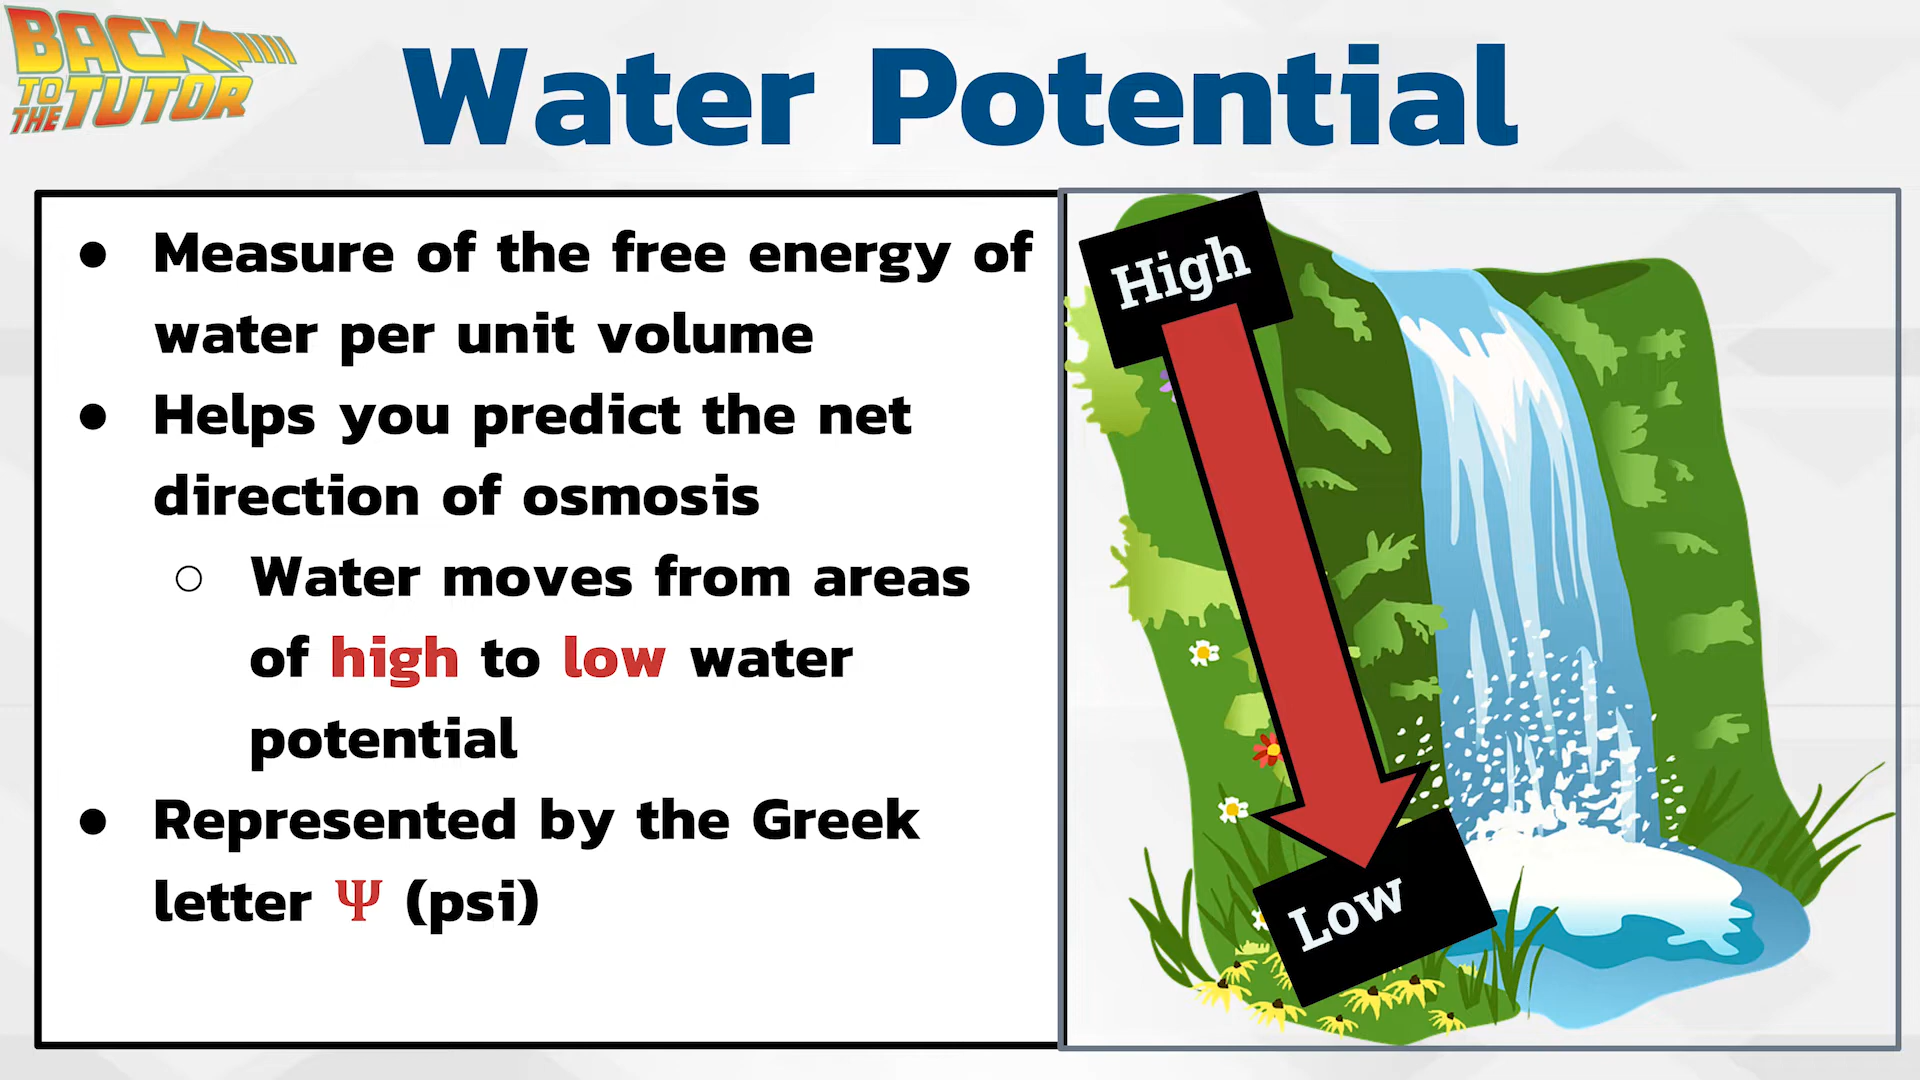 BACK
TO THE TUTOR
Water Potential
● Measure of the free energy of
water per unit volume
● Helps you predict the net
direction of osmosis
○ Water moves from areas
of high to low water
potential
● Represented by the Greek
letter Ψ (psi)
High
Low